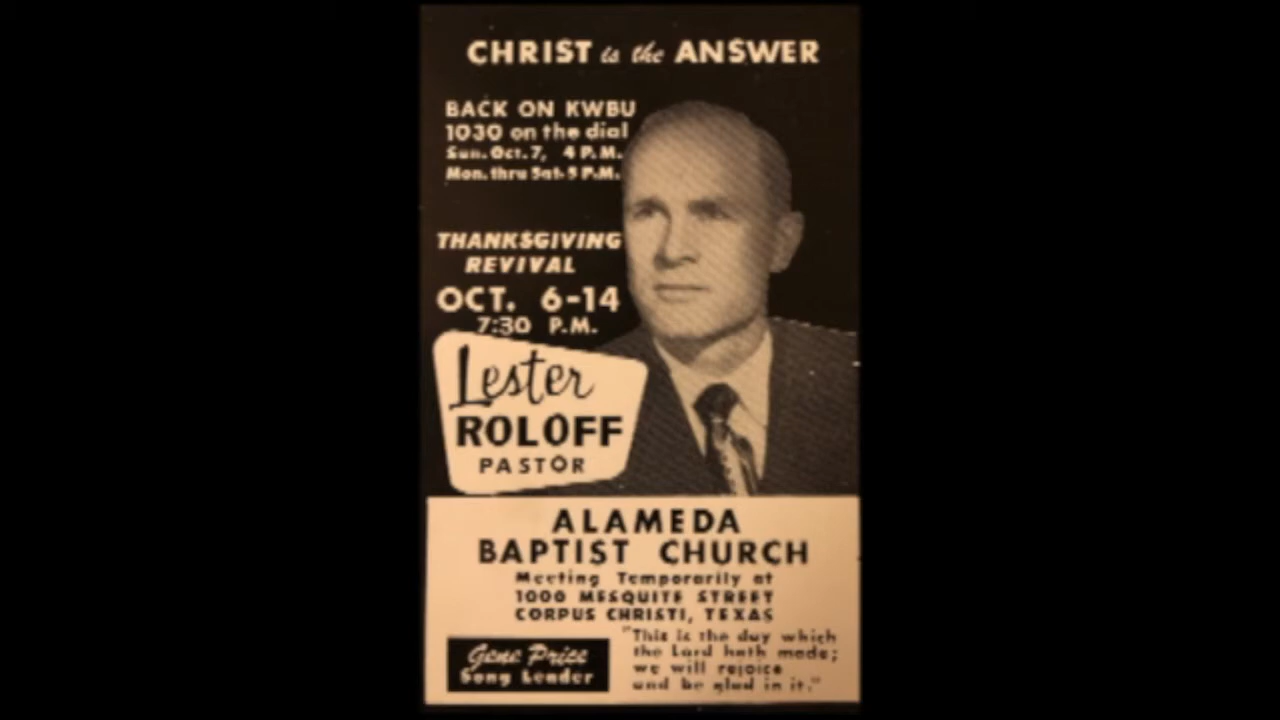 CHRIST is the ANSWER
BACK ON KWBU
1030 on the dial
Sun. Oct. 7, 4 P.M.
Mon. thru Sat- 5 P.M.
THANKSGIVING
REVIVAL
OCT. 6-14
7:30 P.M.
Lester
ROLOFF
PASTOR
ALAMEDA
BAPTIST CHURCH
Meeting Temporarily at
1000 MESQUITE STREET
CORPUS CHRISTI, TEXAS
Gene Price
Song Leader
"This is the day which
the Lord hath made;
we will rejoice
and be glad in it."